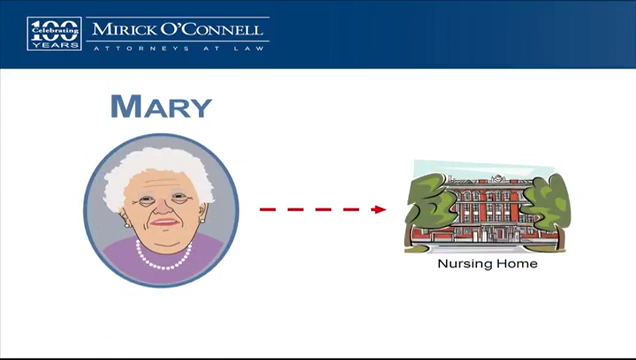 Celebrating
100
YEARS
MIRICK O'CONNELL
ATTORNEYS AT LAW
MARY
Nursing Home